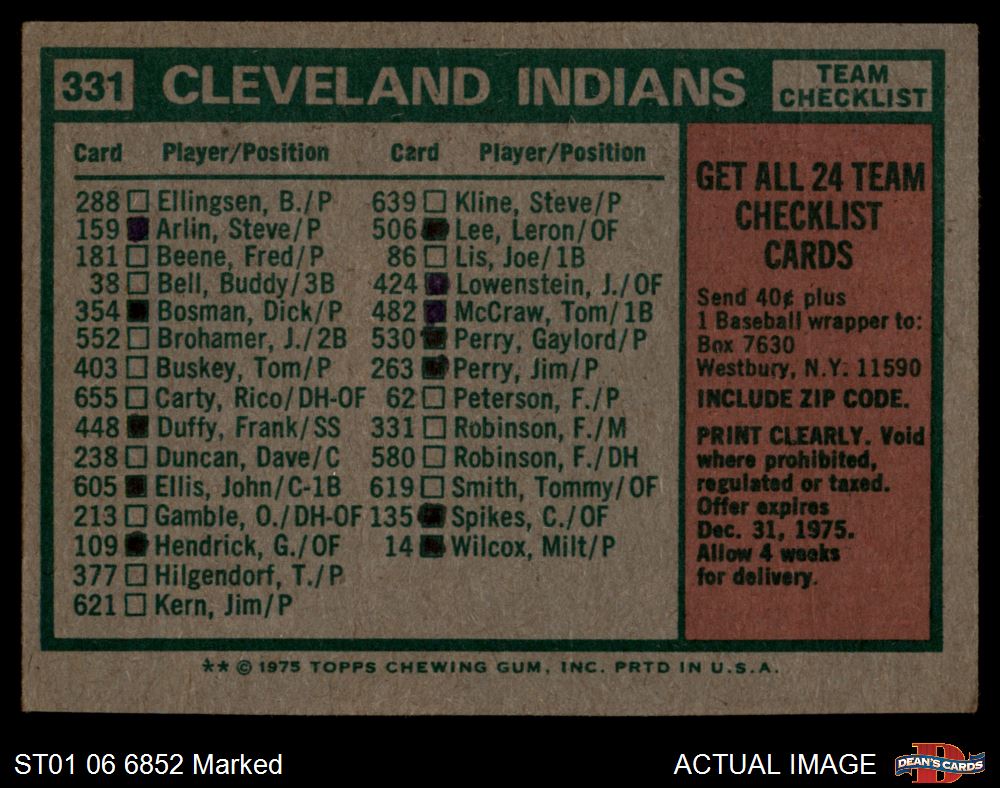 331 CLEVELAND INDIANS TEAM CHECKLIST
Card Player/Position
288 Ellingsen, B./P
159 Arlin, Steve/P
181 Beene, Fred/P
38 Bell, Buddy/3B
354 Bosman, Dick/P
552 Brohamer, J./2B
403 Buskey, Tom/P
655 Carty, Rico/DH-OF
448 Duffy, Frank/SS
238 Duncan, Dave/C
605 Ellis, John/C-1B
213 Gamble, O./DH-OF
109 Hendrick, G./OF
377 Hilgendorf, T./P
621 Kern, Jim/P
Card Player/Position
639 Kline, Steve/P
506 Lee, Leron/OF
86 Lis, Joe/1B
424 Lowenstein, J./OF
482 McCraw, Tom/1B
530 Perry, Gaylord/P
263 Perry, Jim/P
62 Peterson, F./P
331 Robinson, F./M
580 Robinson, F./DH
619 Smith, Tommy/OF
135 Spikes, C./OF
14 Wilcox, Milt/P
GET ALL 24 TEAM
CHECKLIST
CARDS
Send 40¢ plus
1 Baseball wrapper to:
Box 7630
Westbury, N.Y. 11590
INCLUDE ZIP CODE.
PRINT CLEARLY. Void
where prohibited,
regulated or taxed.
Offer expires
Dec. 31, 1975.
Allow 4 weeks
for delivery.
** © 1975 TOPPS CHEWING GUM, INC. PRTD IN U.S.A.
ST01 06 6852 Marked
ACTUAL IMAGE
D
DEAN'S CARDS